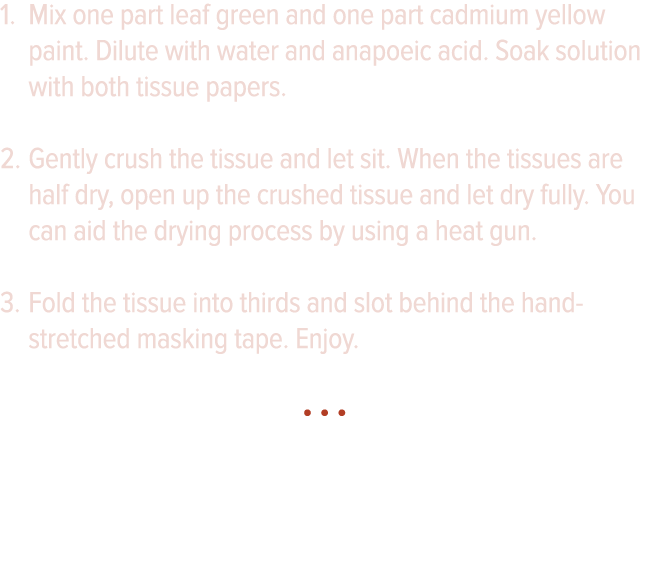 1. Mix one part leaf green and one part cadmium yellow
paint. Dilute with water and anapoeic acid. Soak solution
with both tissue papers.
2. Gently crush the tissue and let sit. When the tissues are
half dry, open up the crushed tissue and let dry fully. You
can aid the drying process by using a heat gun.
3. Fold the tissue into thirds and slot behind the hand-
stretched masking tape. Enjoy.
• • •